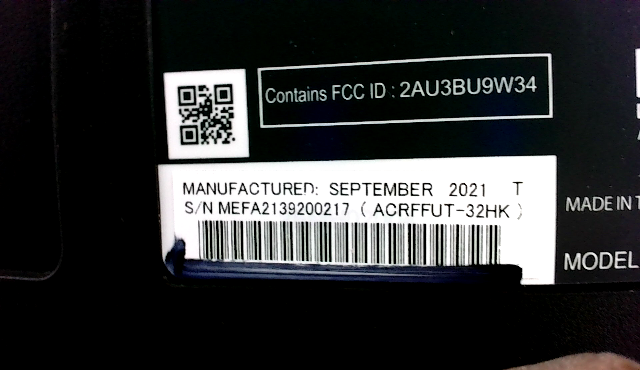 Contains FCC ID : 2AU3BU9W34
MANUFACTURED: SEPTEMBER 2021 T
S/N MEFA2139200217 ( ACRFFUT-32HK )
MADE IN T
MODEL